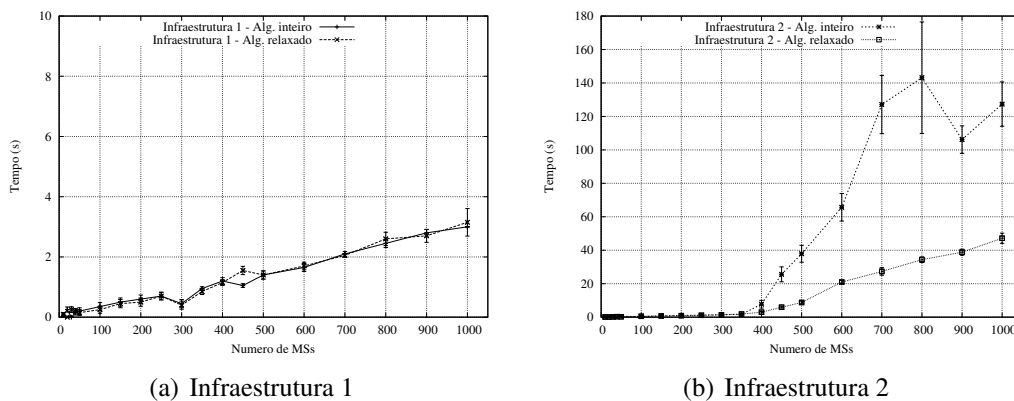 10
8
6
4
2
0
Tempo (s)
Infraestrutura 1 - Alg. inteiro
Infraestrutura 1 - Alg. relaxado
0 100 200 300 400 500 600 700 800 900 1000
Numero de MSs
(a) Infraestrutura 1
180
160
140
120
100
80
60
40
20
0
Tempo (s)
Infraestrutura 2 - Alg. inteiro
Infraestrutura 2 - Alg. relaxado
0 100 200 300 400 500 600 700 800 900 1000
Numero de MSs
(b) Infraestrutura 2